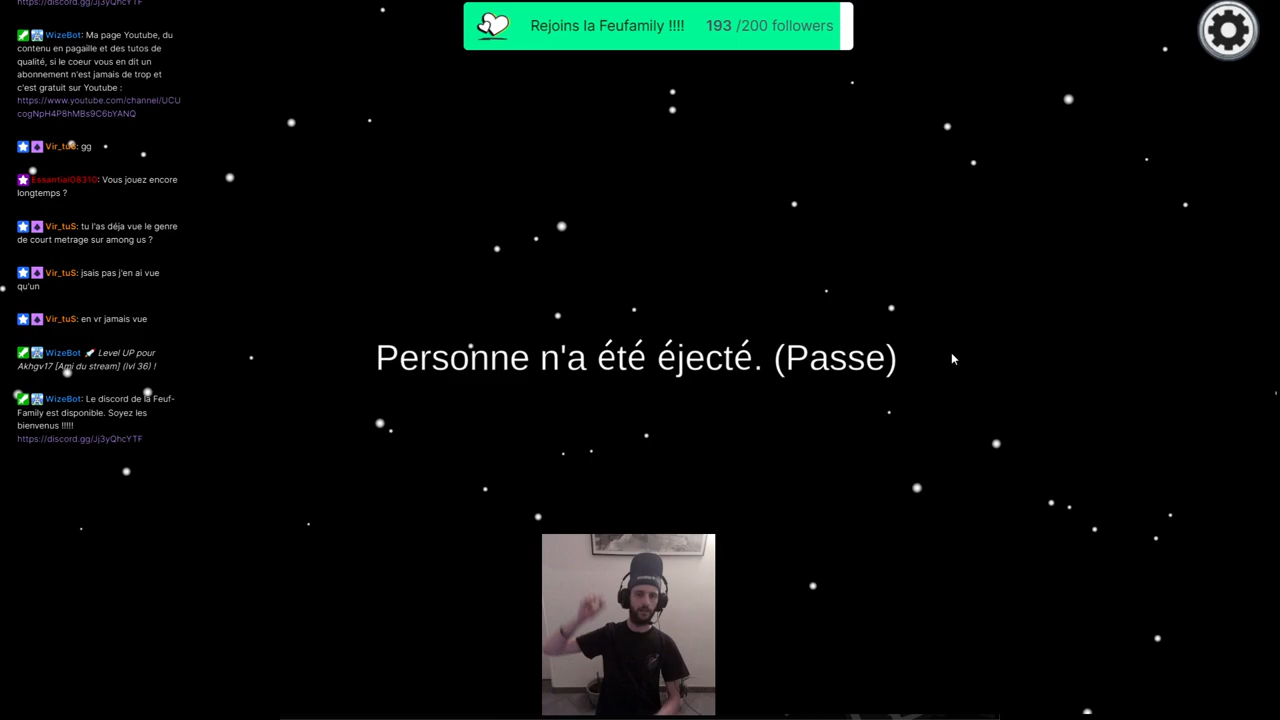 https://discord.gg/Jj3yQhcYTF
WizeBot: Ma page Youtube, du
contenu en pagaille et des tutos de
qualité, si le coeur vous en dit un
abonnement n'est jamais de trop et
c'est gratuit sur Youtube :
https://www.youtube.com/channel/UCU
cogNpH4P8hMBs9C6bYANQ
Vir_tuS: gg
Essantial08310: Vous jouez encore
longtemps ?
Vir_tuS: tu l'as déja vue le genre
de court metrage sur among us ?
Vir_tuS: jsais pas j'en ai vue
qu'un
Vir_tuS: en vr jamais vue
WizeBot 🚀 Level UP pour
Akhgv17 [Ami du stream] (lvl 36) !
WizeBot: Le discord de la Feuf-
Family est disponible. Soyez les
bienvenus !!!!!
https://discord.gg/Jj3yQhcYTF
Rejoins la Feufamily !!!! 193 /200 followers
Personne n'a été éjecté. (Passe)